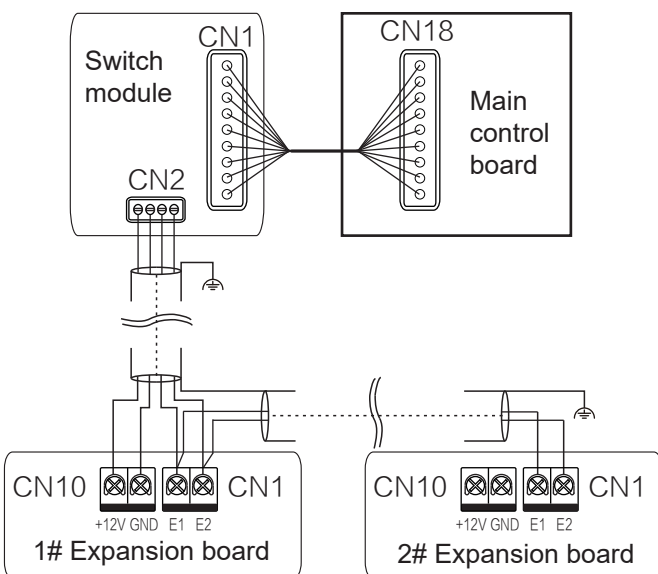 CN1
CN18
Switch
module
Main
control
board
CN2
CN10
CN1
+12V GND E1 E2
1# Expansion board
CN10
CN1
+12V GND E1 E2
2# Expansion board